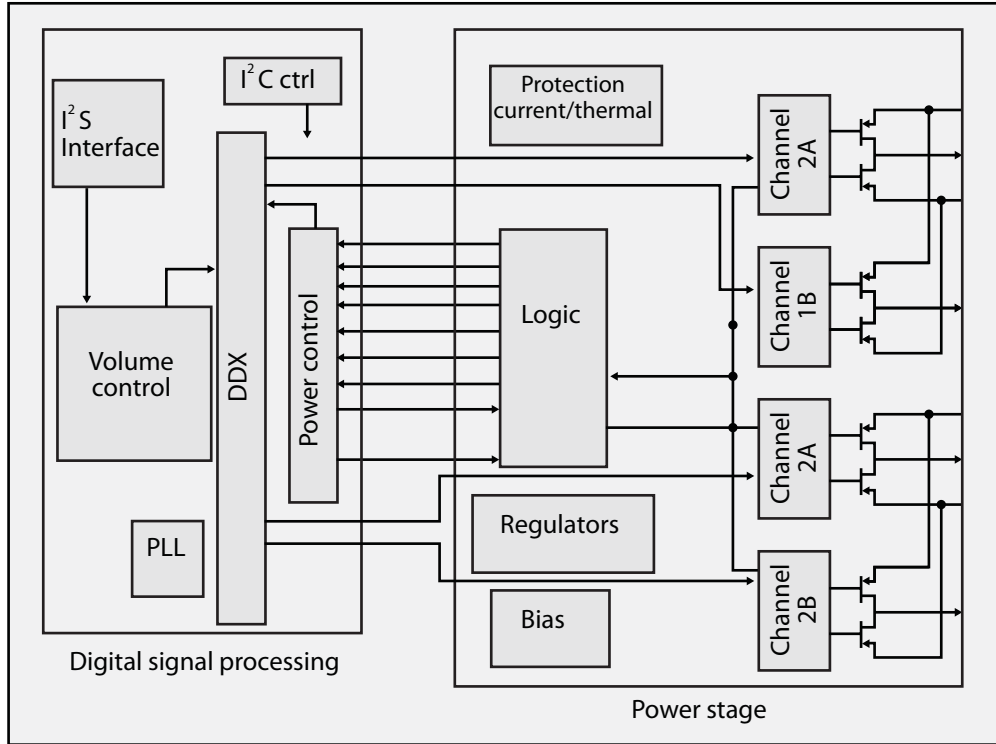 I2C ctrl
I2S
Interface
Volume
control
DDX
Power control
PLL
Digital signal processing
Protection
current/thermal
Logic
Regulators
Bias
Channel
2A
Channel
1B
Channel
2A
Channel
2B
Power stage